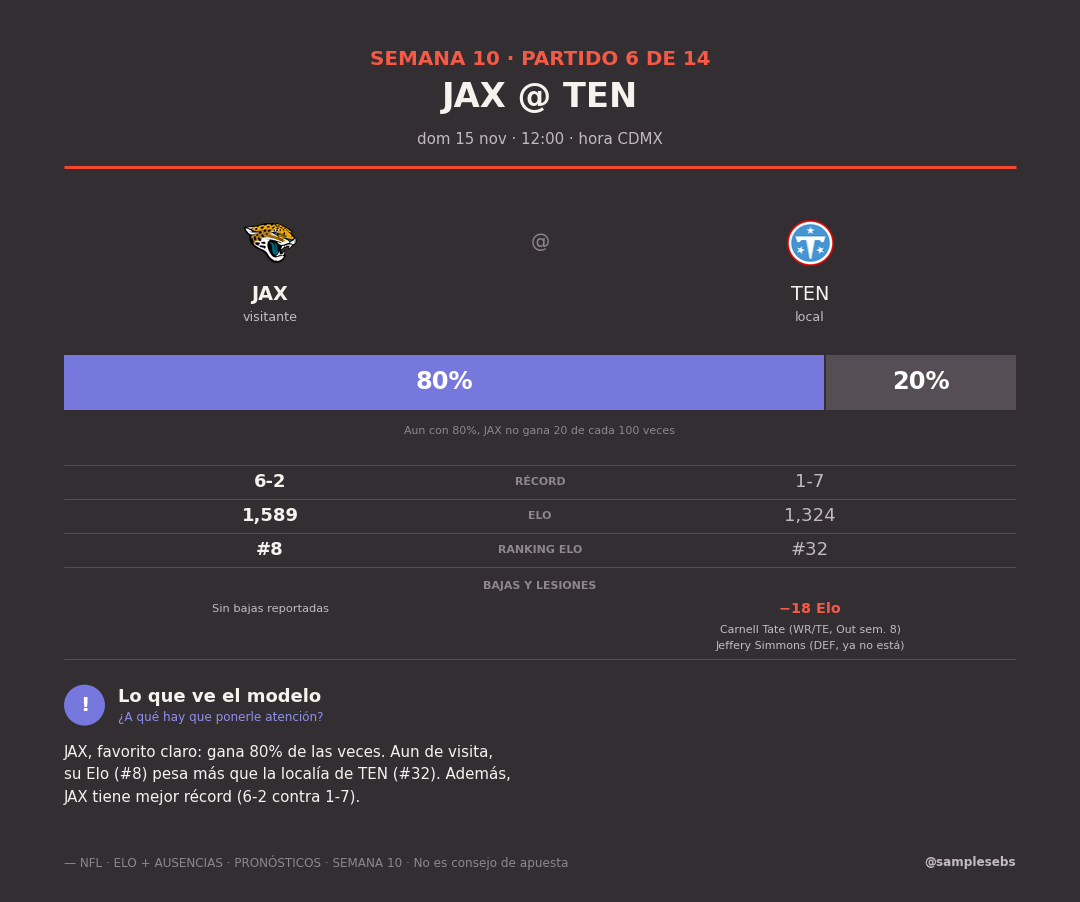 SEMANA 10 · PARTIDO 6 DE 14
JAX @ TEN
dom 15 nov · 12:00 · hora CDMX
@
JAX
TEN
visitante
local
80%
20%
Aun con 80%, JAX no gana 20 de cada 100 veces
6-2 RÉCORD 1-7
1,589 ELO 1,324
#8 RANKING ELO #32
BAJAS Y LESIONES
Sin bajas reportadas
−18 Elo
Carnell Tate (WR/TE, Out sem. 8)
Jeffery Simmons (DEF, ya no está)
!
Lo que ve el modelo
¿A qué hay que ponerle atención?
JAX, favorito claro: gana 80% de las veces. Aun de visita,
su Elo (#8) pesa más que la localía de TEN (#32). Además,
JAX tiene mejor récord (6-2 contra 1-7).
— NFL · ELO + AUSENCIAS · PRONÓSTICOS · SEMANA 10 · No es consejo de apuesta
@samplesebs